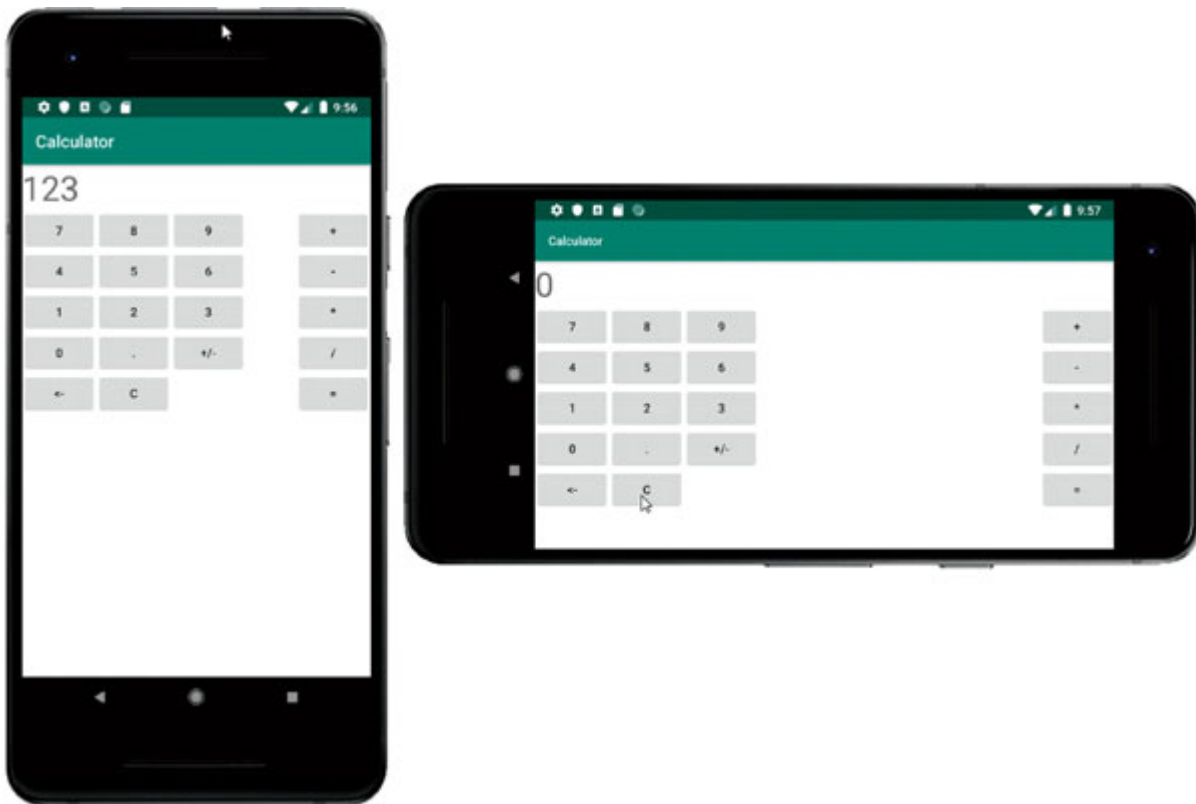 9:56
Calculator
123
7 8 9 +
4 5 6 -
1 2 3 *
0 . +/- /
<- C =
9:57
Calculator
0
7 8 9 +
4 5 6 -
1 2 3 *
0 . +/- /
<- C =